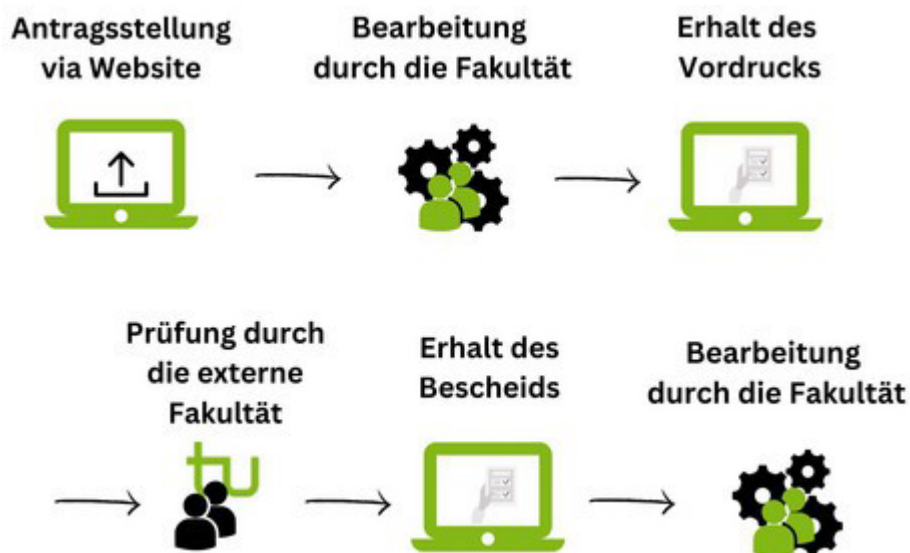 Antragsstellung
via Website
Bearbeitung
durch die Fakultät
Erhalt des
Vordrucks
Prüfung durch
die externe
Fakultät
tu
Erhalt des
Bescheids
Bearbeitung
durch die Fakultät